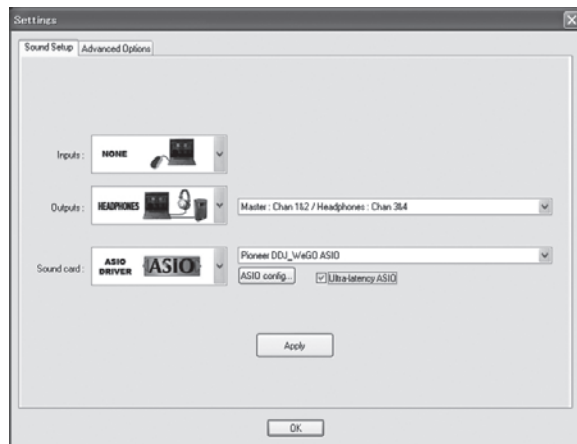 Settings
Sound Setup Advanced Options
Inputs : NONE
Outputs : HEADPHONES Master : Chan 1&2 / Headphones : Chan 3&4
Sound card : ASIO DRIVER ASIO Pioneer DDJ_WeGO ASIO
ASIO config... Ultra-latency ASIO
Apply
OK